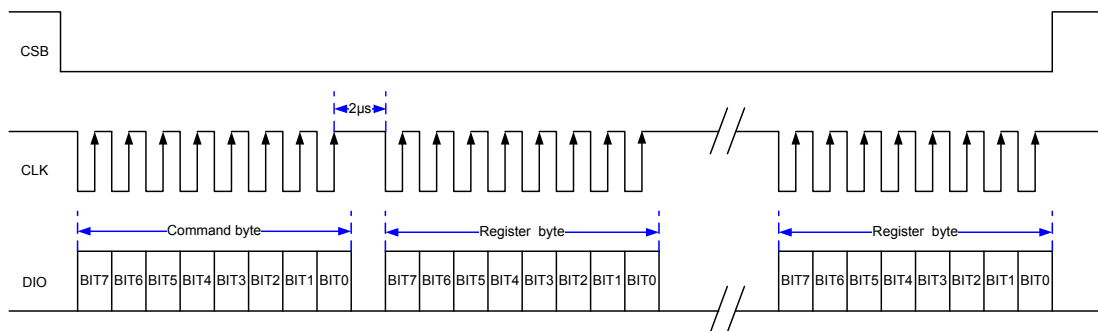 CSB
2μs
CLK
Command byte
Register byte
Register byte
DIO
BIT7 BIT6 BIT5 BIT4 BIT3 BIT2 BIT1 BIT0
BIT7 BIT6 BIT5 BIT4 BIT3 BIT2 BIT1 BIT0
BIT7 BIT6 BIT5 BIT4 BIT3 BIT2 BIT1 BIT0